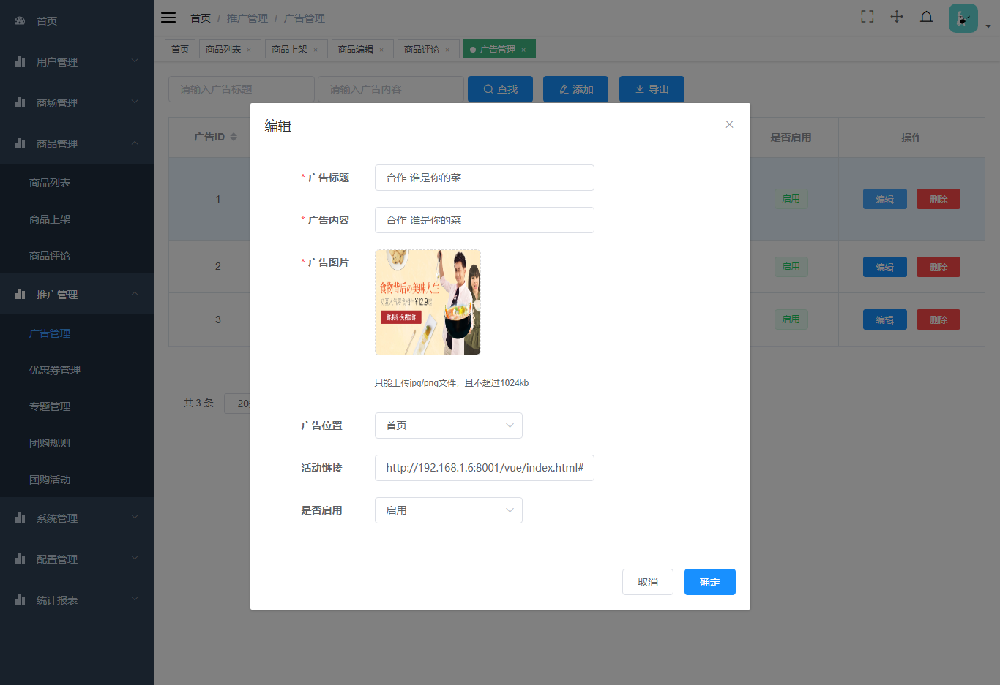 首页
用户管理
商场管理
商品管理
商品列表
商品上架
商品评论
推广管理
广告管理
优惠券管理
专题管理
团购规则
团购活动
系统管理
配置管理
统计报表
首页 / 推广管理 / 广告管理
首页 商品列表 × 商品上架 × 商品编辑 × 商品评论 × 广告管理 ×
请输入广告标题 请输入广告内容 查找 添加 导出
广告ID 是否启用 操作
1 启用 编辑 删除
2 启用 编辑 删除
3 启用 编辑 删除
共 3 条 20
编辑
* 广告标题 合作 谁是你的菜
* 广告内容 合作 谁是你的菜
* 广告图片
食物背后の美味人生
¥12.9起
只能上传jpg/png文件，且不超过1024kb
广告位置 首页
活动链接 http://192.168.1.6:8001/vue/index.html#
是否启用 启用
取消 确定